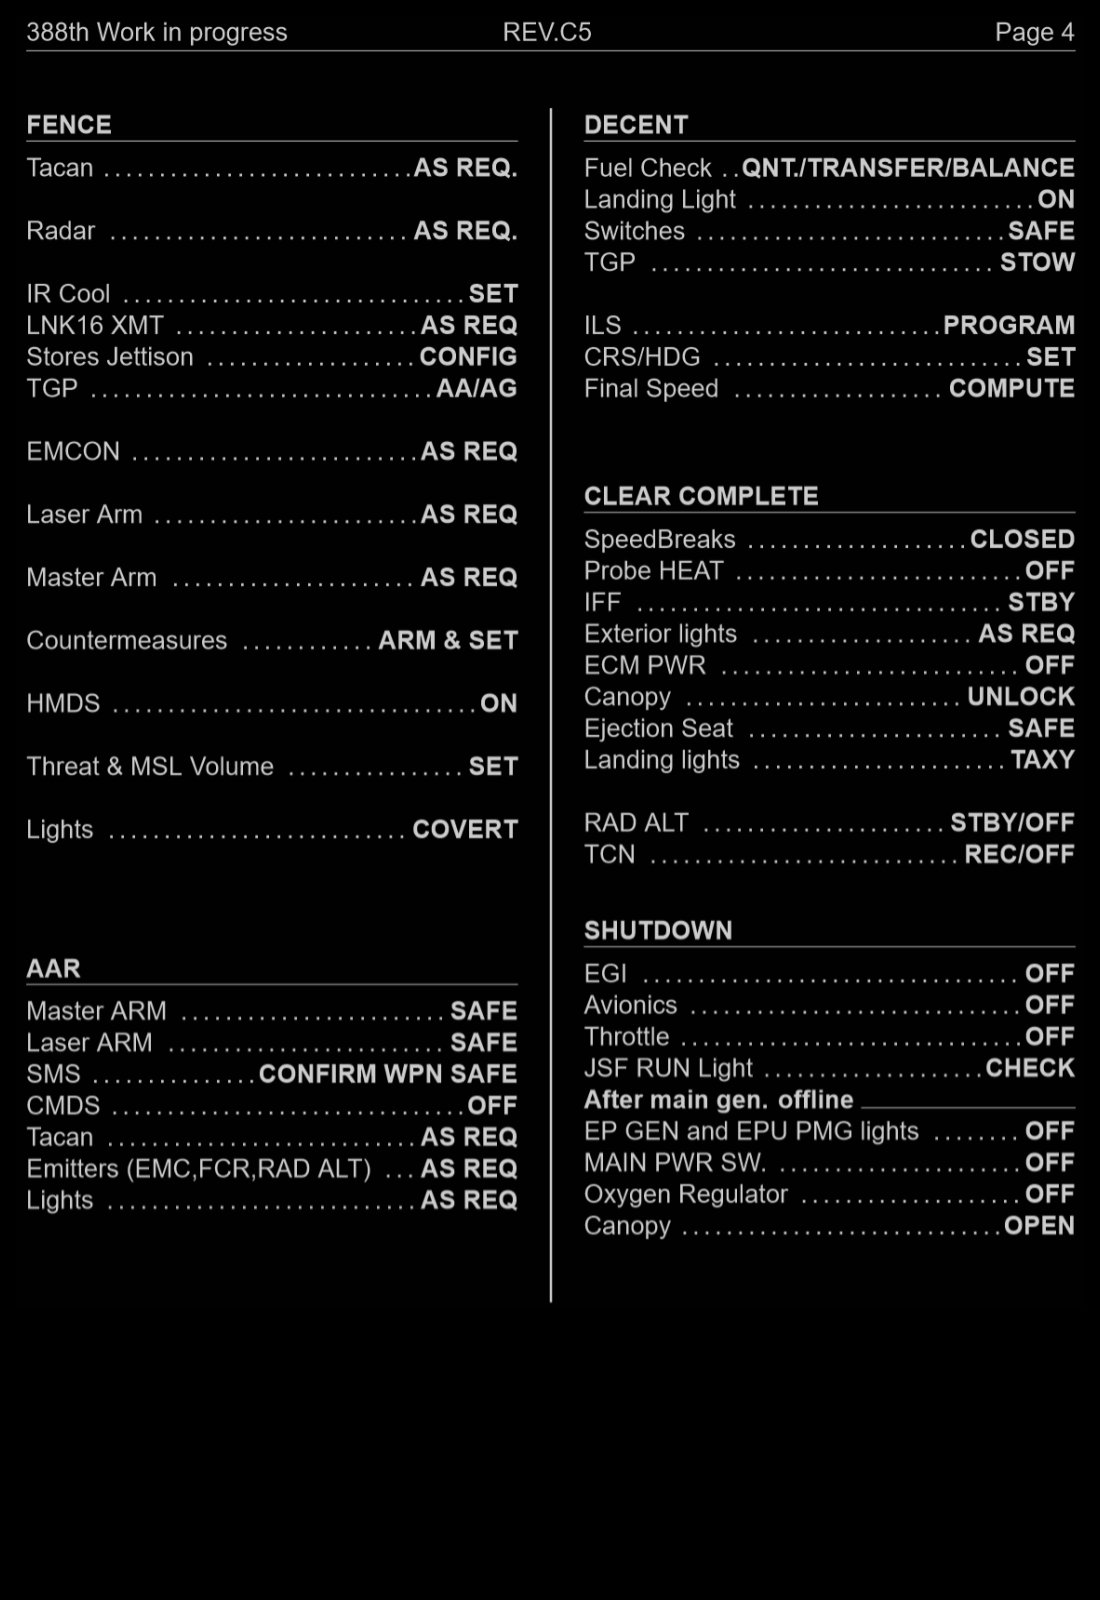 388th Work in progress REV.C5 Page 4
FENCE
Tacan ............................ AS REQ.
Radar ........................... AS REQ.
IR Cool ............................... SET
LNK16 XMT ...................... AS REQ
Stores Jettison ................... CONFIG
TGP ............................... AA/AG
EMCON .......................... AS REQ
Laser Arm ........................ AS REQ
Master Arm ...................... AS REQ
Countermeasures ............ ARM & SET
HMDS ................................. ON
Threat & MSL Volume ................ SET
Lights ........................... COVERT
AAR
Master ARM ........................ SAFE
Laser ARM ......................... SAFE
SMS ............... CONFIRM WPN SAFE
CMDS ................................ OFF
Tacan ............................ AS REQ
Emitters (EMC,FCR,RAD ALT) ... AS REQ
Lights ............................ AS REQ
DECENT
Fuel Check .. QNT./TRANSFER/BALANCE
Landing Light .......................... ON
Switches ............................ SAFE
TGP ............................... STOW
ILS ............................ PROGRAM
CRS/HDG ............................ SET
Final Speed ................... COMPUTE
CLEAR COMPLETE
SpeedBreaks .................... CLOSED
Probe HEAT .......................... OFF
IFF ................................. STBY
Exterior lights .................... AS REQ
ECM PWR ........................... OFF
Canopy ......................... UNLOCK
Ejection Seat ....................... SAFE
Landing lights ....................... TAXY
RAD ALT ...................... STBY/OFF
TCN ............................ REC/OFF
SHUTDOWN
EGI .................................. OFF
Avionics .............................. OFF
Throttle ............................... OFF
JSF RUN Light .................... CHECK
After main gen. offline
EP GEN and EPU PMG lights ........ OFF
MAIN PWR SW. ...................... OFF
Oxygen Regulator .................... OFF
Canopy ............................. OPEN